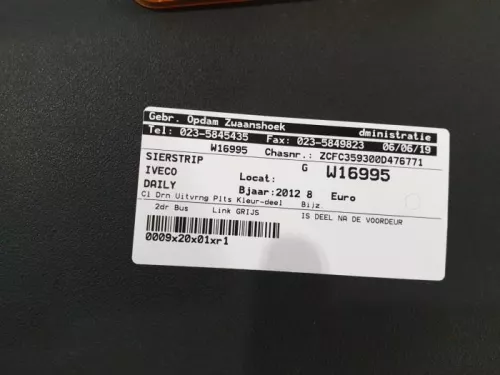 Gebr. Opdam Zwaanshoek dministratie
Tel: 023-5845435 Fax: 023-5849823 06/06/19
W16995 Chasnr.: ZCFC359300D476771
SIERSTRIP G W16995
IVECO Locat:
DAILY Bjaar:2012 8 Euro
Cl Drn Uitvrng Plts Kleur-deel Bijz
2dr Bus Link GRIJS IS DEEL NA DE VOORDEUR
0009x20x01xr1